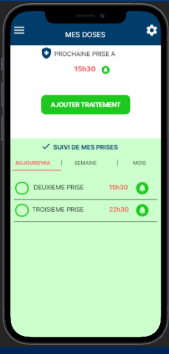 MES DOSES
PROCHAINE PRISE A
15h30
AJOUTER TRAITEMENT
SUIVI DE MES PRISES
AUJOURD'HUI | SEMAINE | MOIS
DEUXIEME PRISE 15h30
TROISIEME PRISE 22h30